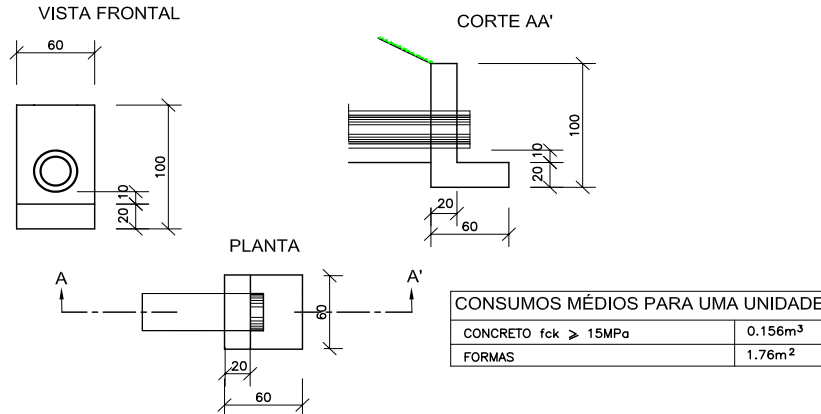 VISTA FRONTAL
60
100
10
20
CORTE AA'
100
10
20
20
60
PLANTA
A
A'
60
20
60
CONSUMOS MÉDIOS PARA UMA UNIDADE
CONCRETO fck ⩾ 15MPa 0.156m³
FORMAS 1.76m²